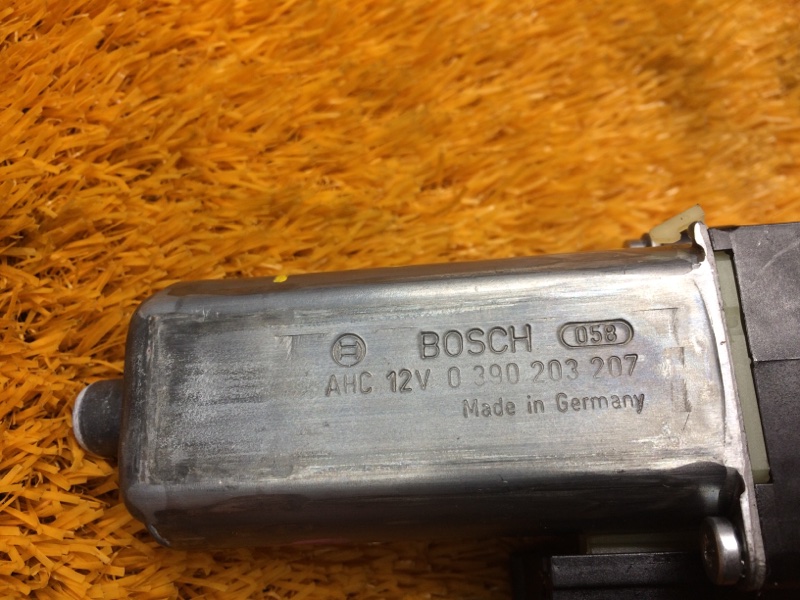 BOSCH 058
AHC 12V 0 390 203 207
Made in Germany